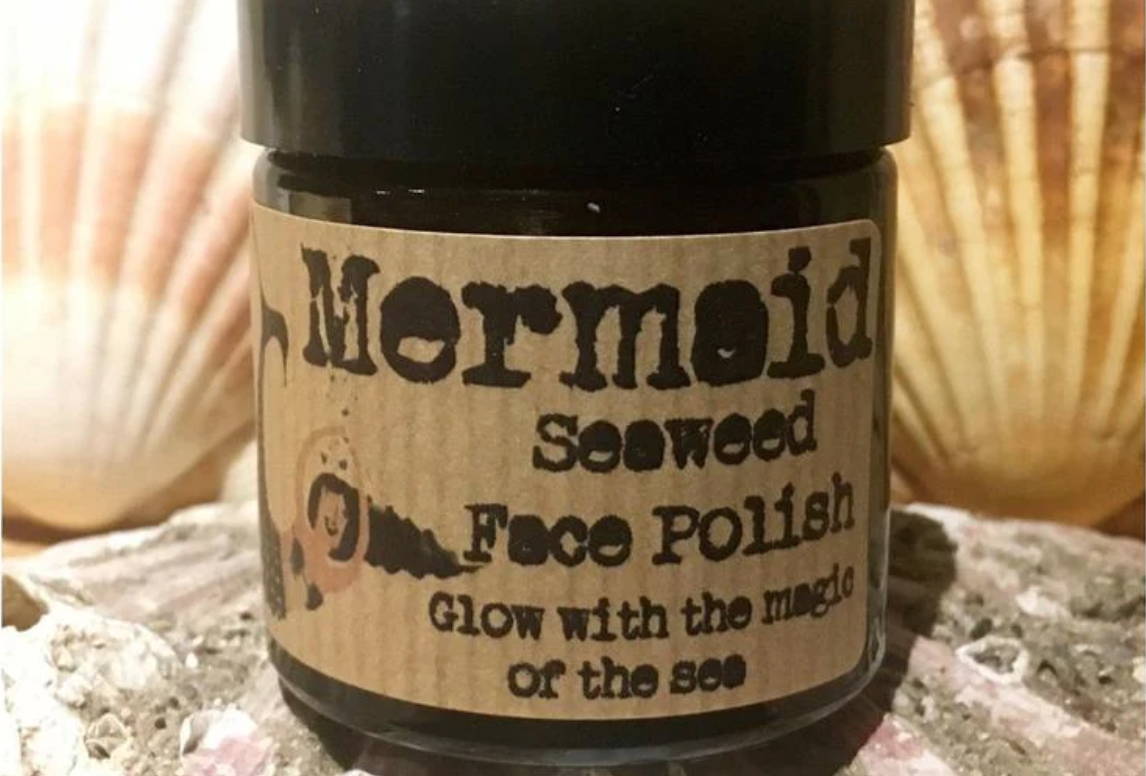 Mermaid
Seaweed
Face Polish
Glow with the magic
of the sea